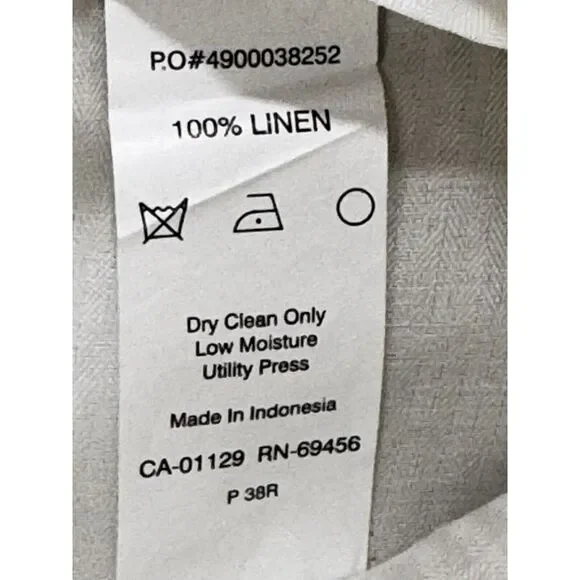 P.O#4900038252
100% LINEN
Dry Clean Only
Low Moisture
Utility Press
Made In Indonesia
CA-01129 RN-69456
P 38R